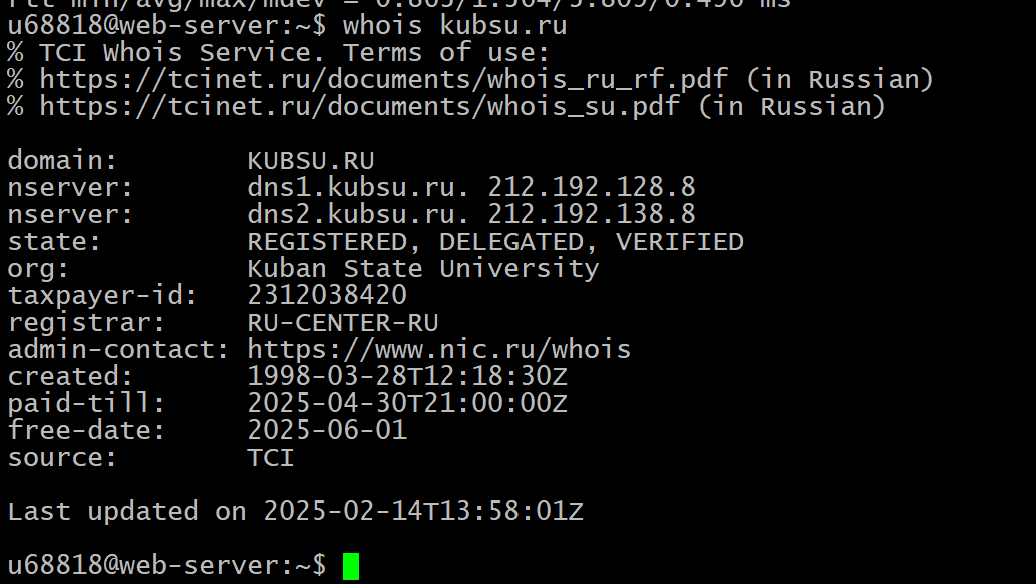 rtt min/avg/max/mdev = 0.865/1.504/5.809/0.496 ms
u68818@web-server:~$ whois kubsu.ru
% TCI Whois Service. Terms of use:
% https://tcinet.ru/documents/whois_ru_rf.pdf (in Russian)
% https://tcinet.ru/documents/whois_su.pdf (in Russian)

domain:        KUBSU.RU
nserver:       dns1.kubsu.ru. 212.192.128.8
nserver:       dns2.kubsu.ru. 212.192.138.8
state:         REGISTERED, DELEGATED, VERIFIED
org:           Kuban State University
taxpayer-id:   2312038420
registrar:     RU-CENTER-RU
admin-contact: https://www.nic.ru/whois
created:       1998-03-28T12:18:30Z
paid-till:     2025-04-30T21:00:00Z
free-date:     2025-06-01
source:        TCI

Last updated on 2025-02-14T13:58:01Z

u68818@web-server:~$